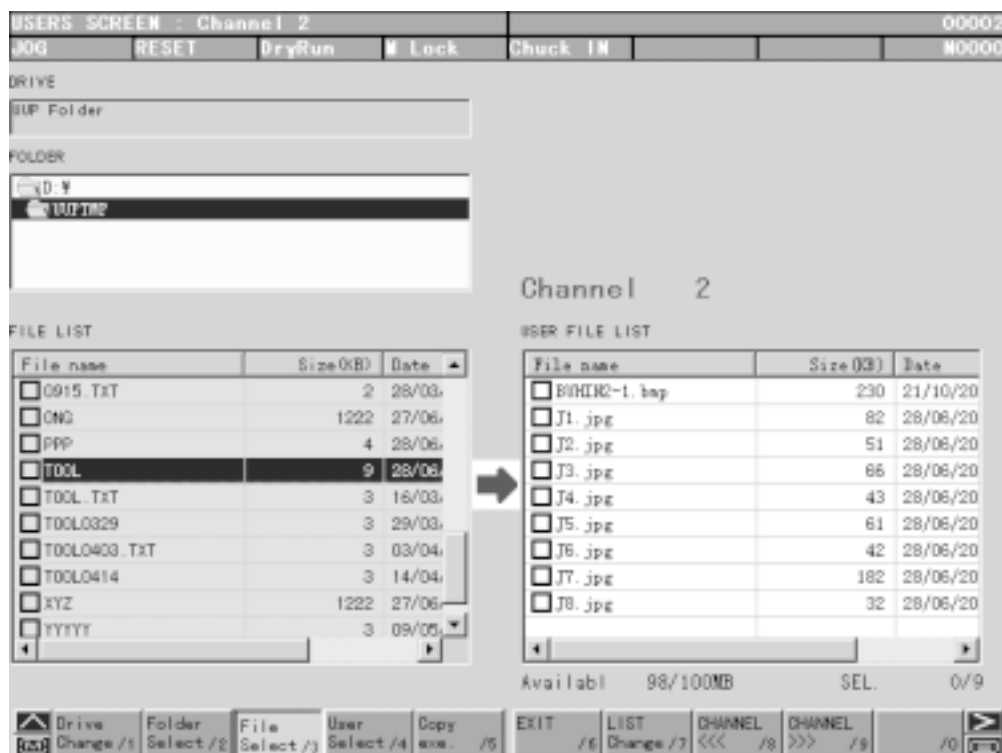 USERS SCREEN : Channel 2 00002
JOG RESET DryRun M Lock Chuck IN N0000
DRIVE
UUP Folder
FOLDER
D:¥
UUPTMP
Channel 2
FILE LIST
File name Size(KB) Date
0915.TXT 2 28/03/
ONG 1222 27/06/
PPP 4 28/06/
TOOL 9 28/06/
TOOL.TXT 3 16/03/
TOOL0329 3 29/03/
TOOL0403.TXT 3 03/04/
TOOL0414 3 14/04/
XYZ 1222 27/06/
YYYYY 3 09/05/
USER FILE LIST
File name Size(KB) Date
230 21/10/20
J1.jpg 82 28/06/20
J2.jpg 51 28/06/20
J3.jpg 66 28/06/20
J4.jpg 43 28/06/20
J5.jpg 61 28/06/20
J6.jpg 42 28/06/20
J7.jpg 182 28/06/20
J8.jpg 32 28/06/20
Availabl 98/100MB SEL. 0/9
Drive Change /1
Folder Select /2
File Select /3
User Select /4
Copy exe. /5
EXIT /6
LIST Change /7
CHANNEL <<< /8
CHANNEL >>> /9
/0